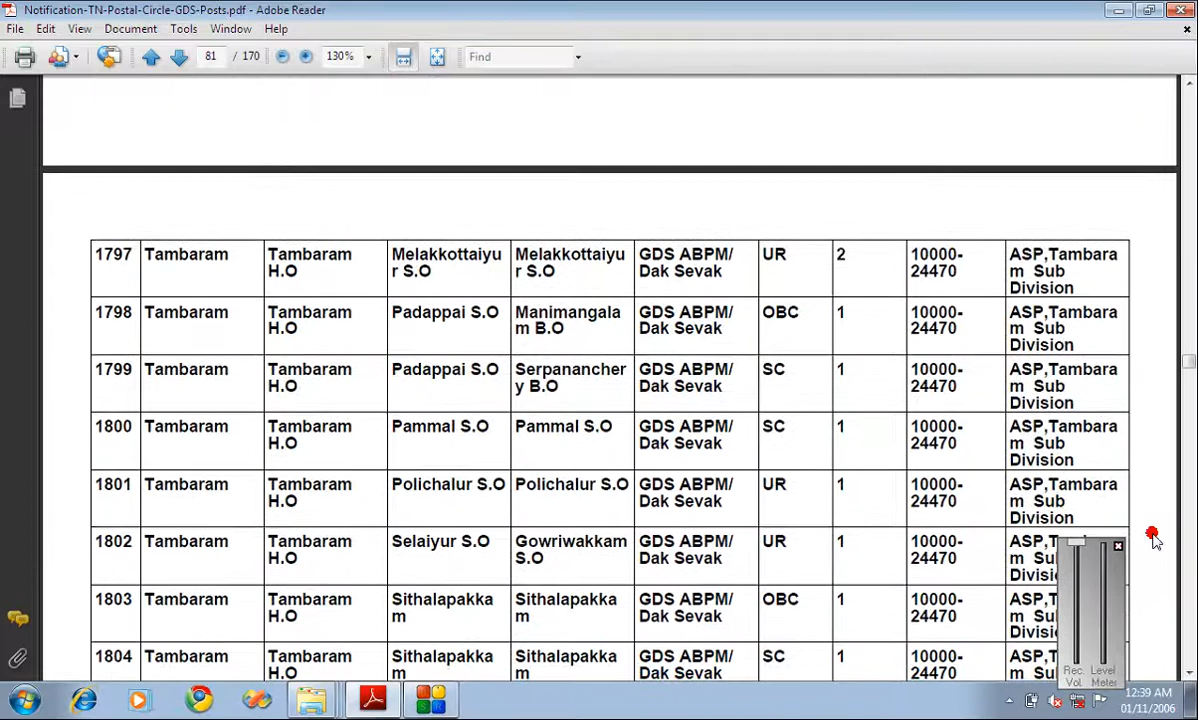 Notification-TN-Postal-Circle-GDS-Posts.pdf - Adobe Reader
File Edit View Document Tools Window Help
81 / 170 130% Find
1797 Tambaram Tambaram H.O Melakkottaiyur S.O Melakkottaiyur S.O GDS ABPM/ Dak Sevak UR 2 10000-24470 ASP,Tambaram Sub Division
1798 Tambaram Tambaram H.O Padappai S.O Manimangalam B.O GDS ABPM/ Dak Sevak OBC 1 10000-24470 ASP,Tambaram Sub Division
1799 Tambaram Tambaram H.O Padappai S.O Serpananchery B.O GDS ABPM/ Dak Sevak SC 1 10000-24470 ASP,Tambaram Sub Division
1800 Tambaram Tambaram H.O Pammal S.O Pammal S.O GDS ABPM/ Dak Sevak SC 1 10000-24470 ASP,Tambaram Sub Division
1801 Tambaram Tambaram H.O Polichalur S.O Polichalur S.O GDS ABPM/ Dak Sevak UR 1 10000-24470 ASP,Tambaram Sub Division
1802 Tambaram Tambaram H.O Selaiyur S.O Gowriwakkam S.O GDS ABPM/ Dak Sevak UR 1 10000-24470
1803 Tambaram Tambaram H.O Sithalapakkam Sithalapakkam GDS ABPM/ Dak Sevak OBC 1 10000-24470
1804 Tambaram Tambaram H.O Sithalapakkam Sithalapakkam GDS ABPM/ Dak Sevak SC 1 10000-24470
Rec. Vol Level Meter
12:39 AM
01/11/2006